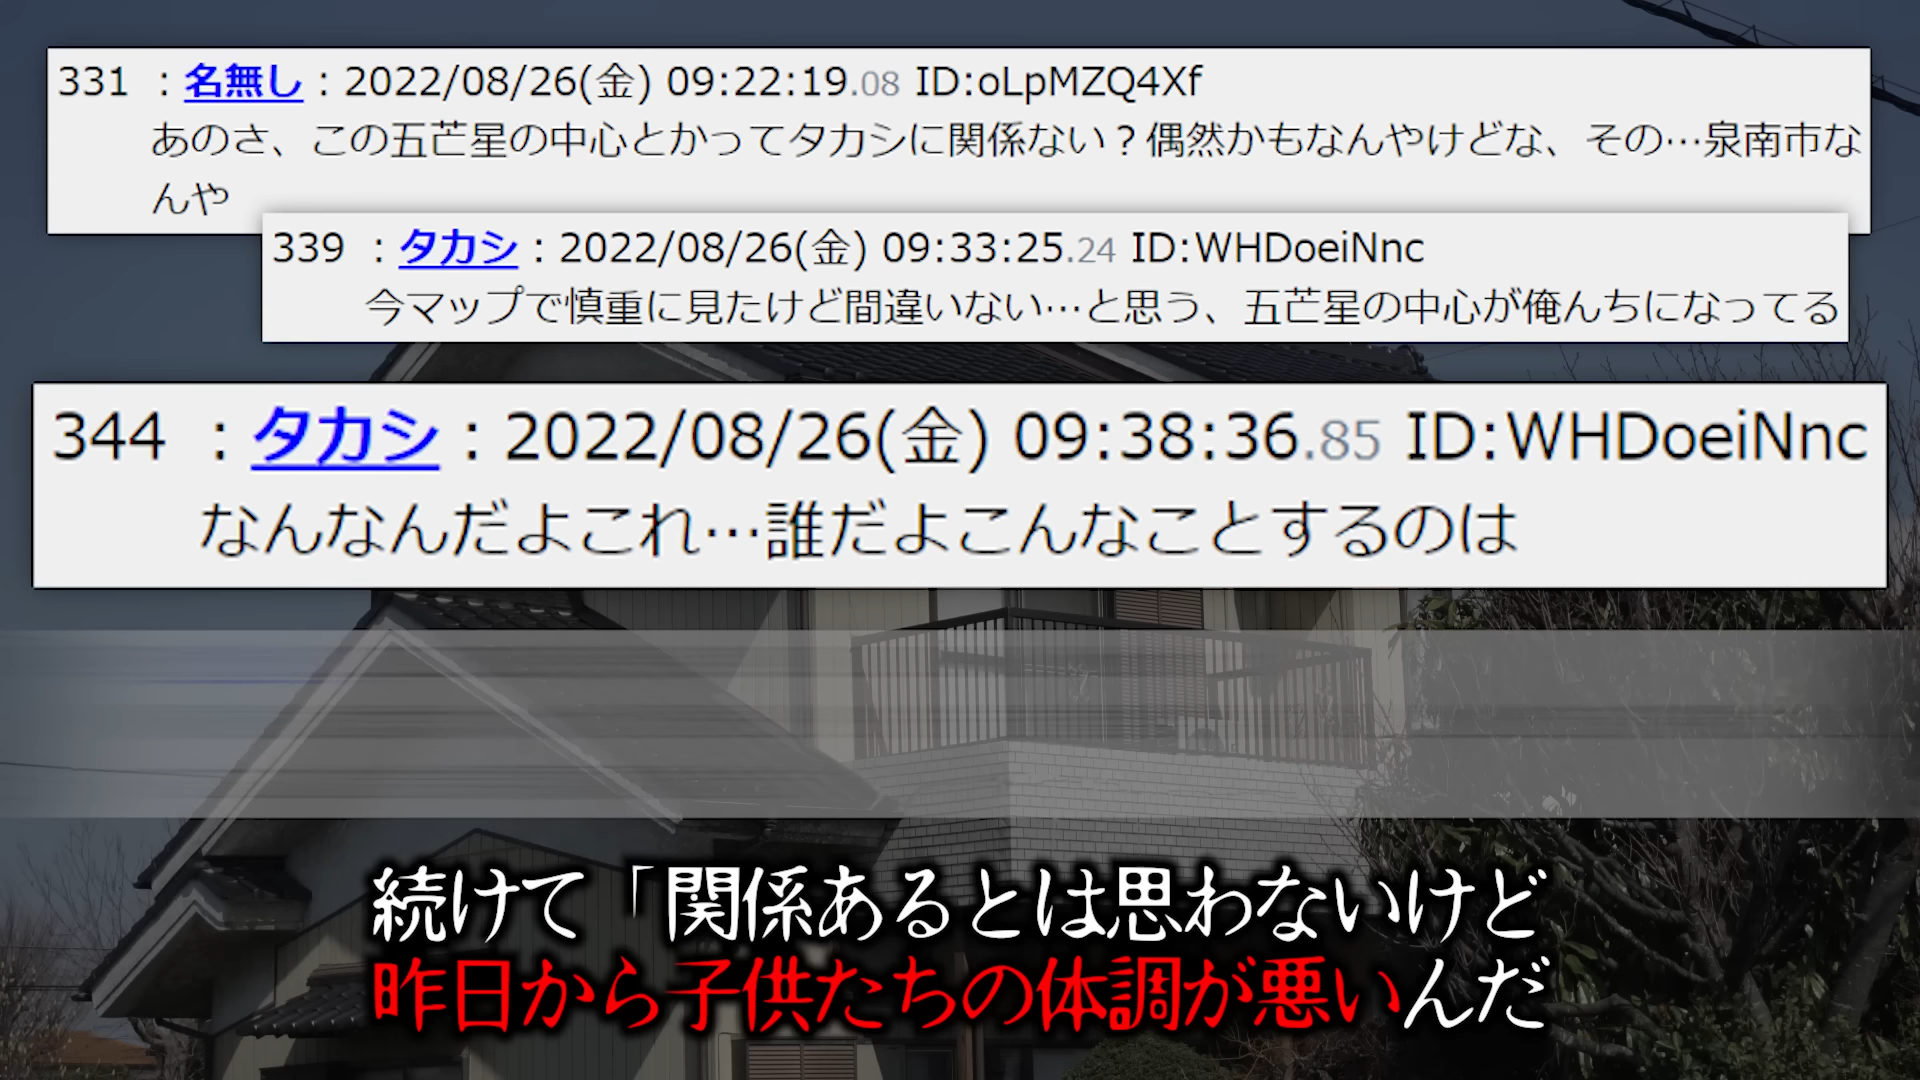 331 ：名無し：2022/08/26(金) 09:22:19.08 ID:oLpMZQ4Xf
あのさ、この五芒星の中心とかってタカシに関係ない？偶然かもなんやけどな、その…泉南市な
んや
339 ：タカシ：2022/08/26(金) 09:33:25.24 ID:WHDoeiNnc
今マップで慎重に見たけど間違いない…と思う、五芒星の中心が俺んちになってる
344 ：タカシ：2022/08/26(金) 09:38:36.85 ID:WHDoeiNnc
なんなんだよこれ…誰だよこんなことするのは
続けて「関係あるとは思わないけど
昨日から子供たちの体調が悪いんだ